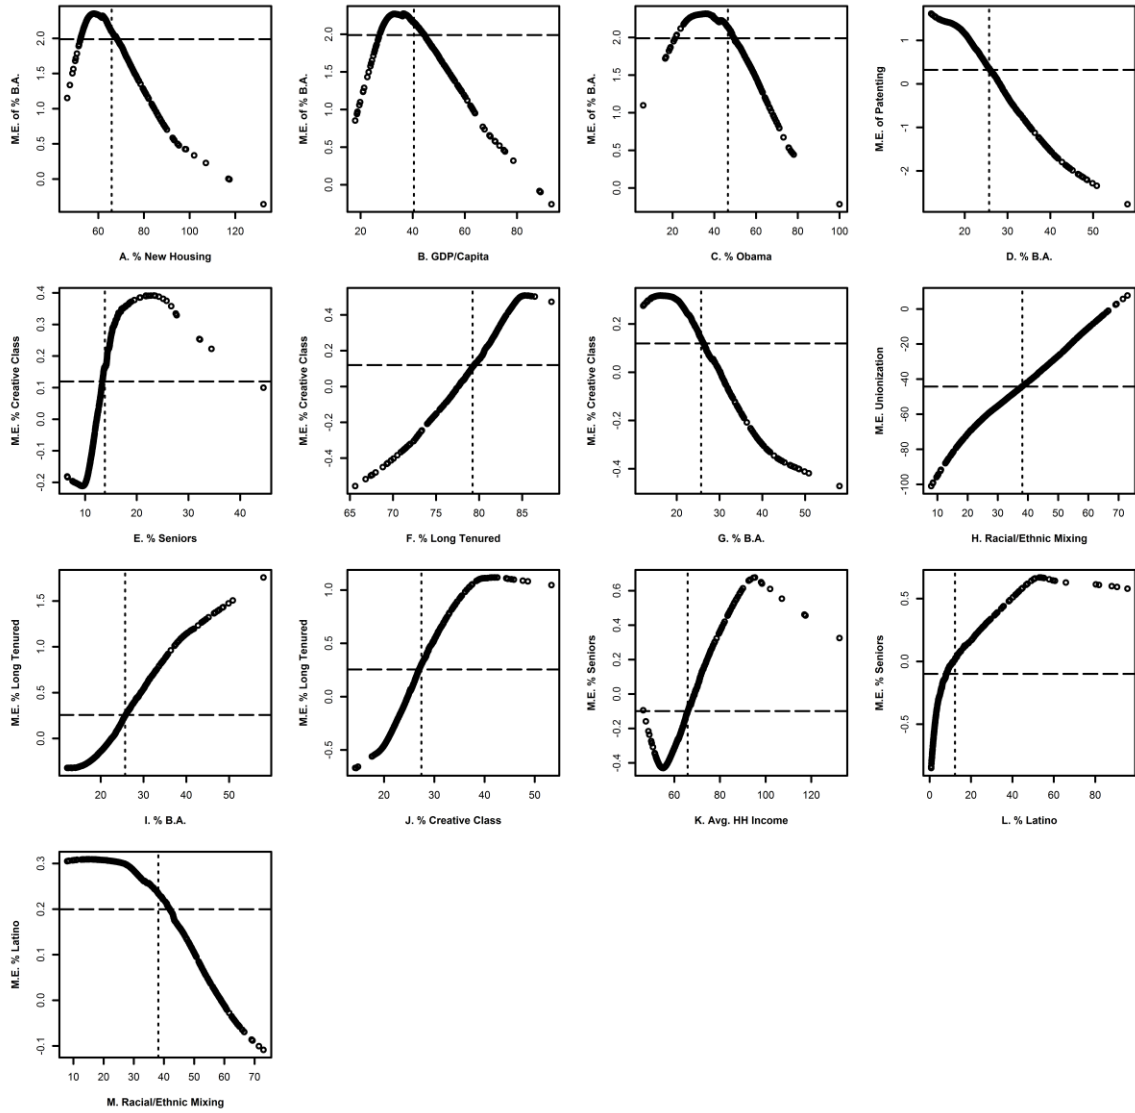 M.E. of % B.A.
0.0 0.5 1.0 1.5 2.0
60 80 100 120
A. % New Housing
M.E. of % B.A.
0.0 0.5 1.0 1.5 2.0
20 40 60 80
B. GDP/Capita
M.E. of % B.A.
0.0 0.5 1.0 1.5 2.0
20 40 60 80 100
C. % Obama
M.E. of Patenting
-2 -1 0 1
20 30 40 50
D. % B.A.
M.E. % Creative Class
-0.2 -0.1 0.0 0.1 0.2 0.3 0.4
10 20 30 40
E. % Seniors
M.E. % Creative Class
-0.6 -0.4 -0.2 0.0 0.2 0.4
65 70 75 80 85
F. % Long Tenured
M.E. % Creative Class
-0.4 -0.2 0.0 0.2
20 30 40 50
G. % B.A.
M.E. Unionization
-100 -80 -60 -40 -20 0
10 20 30 40 50 60 70
H. Racial/Ethnic Mixing
M.E. % Long Tenured
0.0 0.5 1.0 1.5
20 30 40 50
I. % B.A.
M.E. % Long Tenured
-0.5 0.0 0.5 1.0
20 30 40 50
J. % Creative Class
M.E. % Seniors
-0.4 -0.2 0.0 0.2 0.4 0.6
60 80 100 120
K. Avg. HH Income
M.E. % Seniors
-0.5 0.0 0.5
0 20 40 60 80
L. % Latino
M.E. % Latino
-0.1 0.0 0.1 0.2 0.3
10 20 30 40 50 60 70
M. Racial/Ethnic Mixing